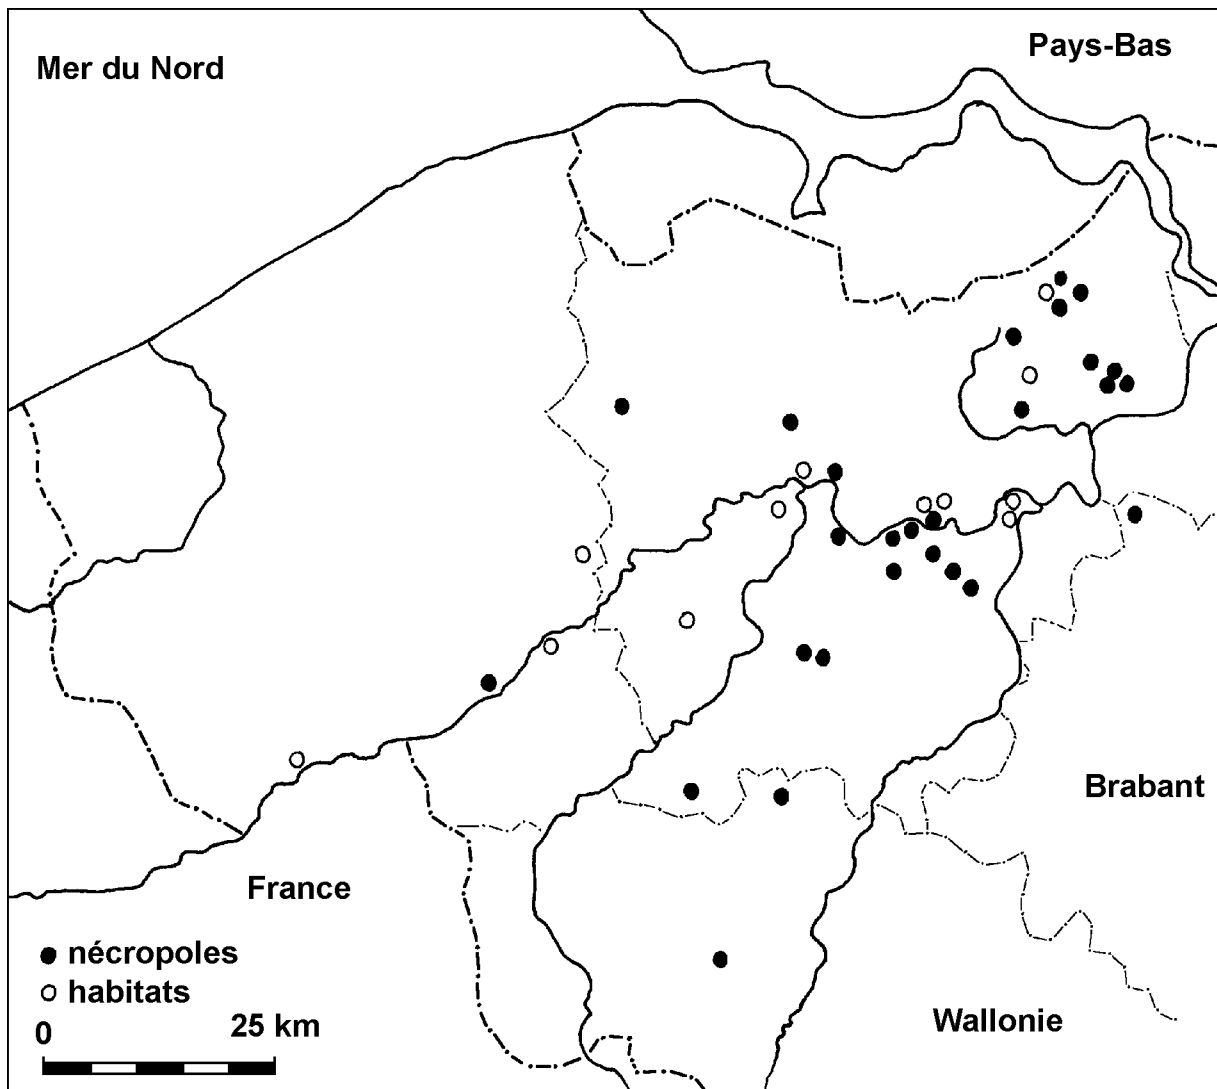 Mer du Nord
Pays-Bas
Brabant
France
nécropoles
habitats
0 25 km
Wallonie